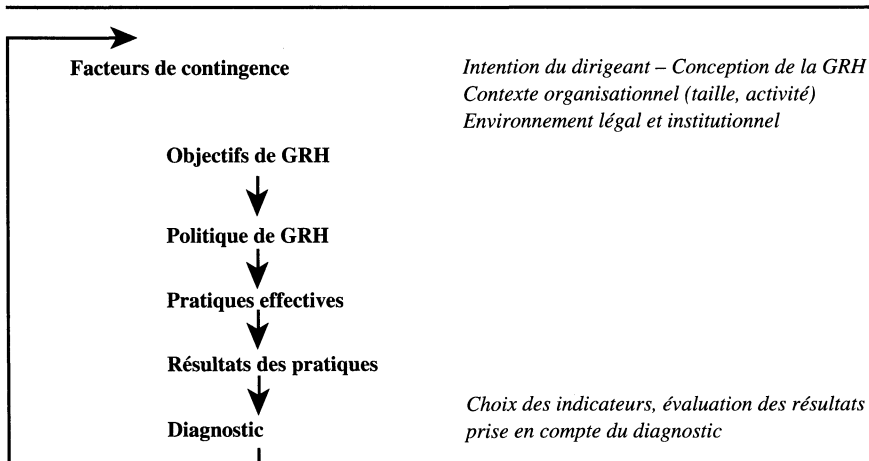 Facteurs de contingence
Intention du dirigeant – Conception de la GRH
Contexte organisationnel (taille, activité)
Environnement légal et institutionnel
Objectifs de GRH
Politique de GRH
Pratiques effectives
Résultats des pratiques
Choix des indicateurs, évaluation des résultats
Diagnostic
prise en compte du diagnostic